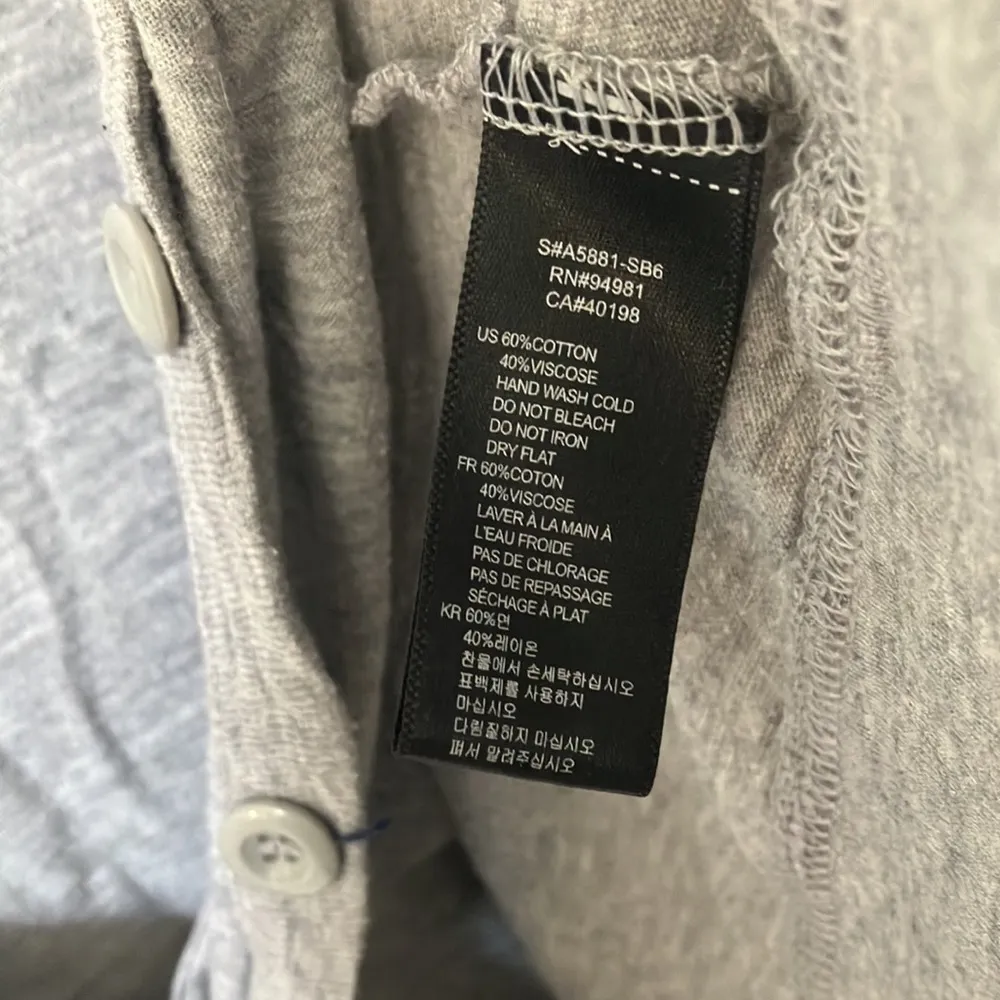 S#A5881-SB6
RN#94981
CA#40198
US 60%COTTON
40%VISCOSE
HAND WASH COLD
DO NOT BLEACH
DO NOT IRON
DRY FLAT
FR 60%COTON
40%VISCOSE
LAVER À LA MAIN À
L'EAU FROIDE
PAS DE CHLORAGE
PAS DE REPASSAGE
SÉCHAGE À PLAT
KR 60%면
40%레이온
찬물에서 손세탁하십시오
표백제를 사용하지
마십시오
다림질하지 미십시오
펴서 말려주십시오